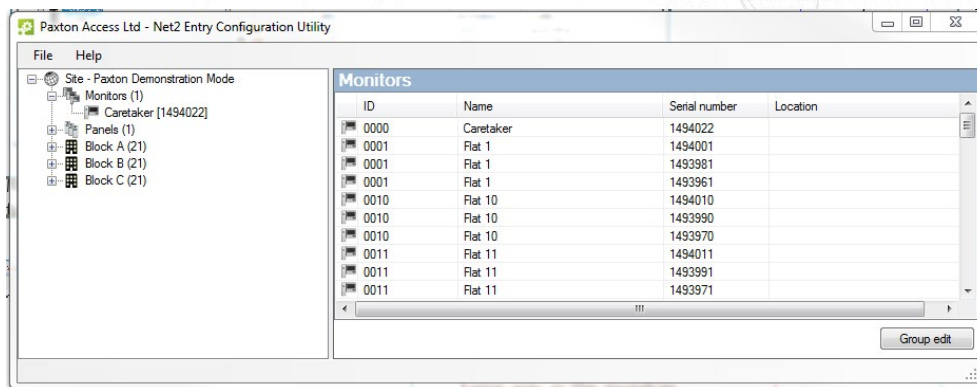 Paxton Access Ltd - Net2 Entry Configuration Utility
File Help
Site - Paxton Demonstration Mode
Monitors (1)
Caretaker [1494022]
Panels (1)
Block A (21)
Block B (21)
Block C (21)
Monitors
ID Name Serial number Location
0000 Caretaker 1494022
0001 Flat 1 1494001
0001 Flat 1 1493981
0001 Flat 1 1493961
0010 Flat 10 1494010
0010 Flat 10 1493990
0010 Flat 10 1493970
0011 Flat 11 1494011
0011 Flat 11 1493991
0011 Flat 11 1493971
Group edit